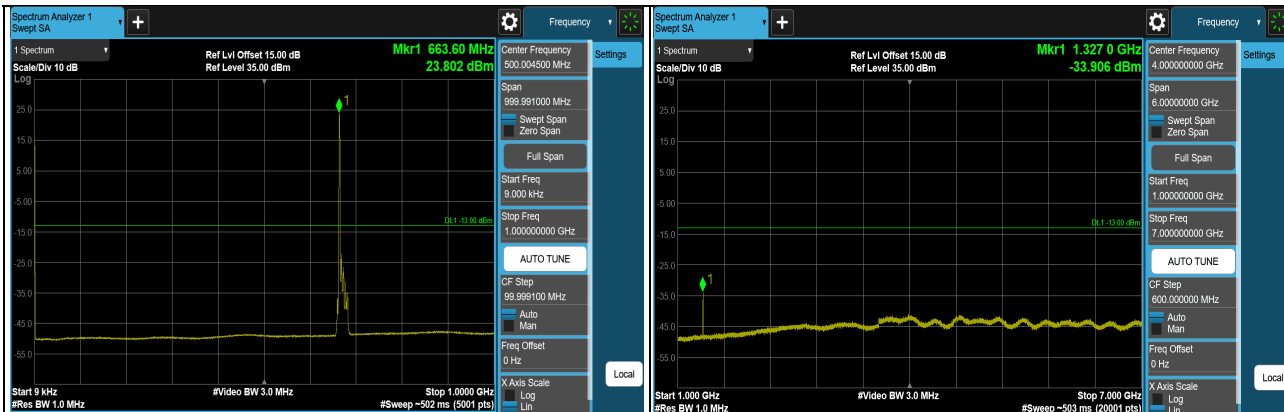 Spectrum Analyzer 1
Swept SA
+
Frequency
1 Spectrum
Scale/Div 10 dB
Log
Ref Lvl Offset 15.00 dB
Ref Level 35.00 dBm
Mkr1 663.60 MHz
23.802 dBm
25.0
15.0
5.00
-5.00
-15.0
-25.0
-35.0
-45.0
-55.0
1
DL1 -13.00 dBm
Start 9 kHz
#Res BW 1.0 MHz
#Video BW 3.0 MHz
Stop 1.0000 GHz
#Sweep ~502 ms (5001 pts)
Center Frequency
500.004500 MHz
Span
999.991000 MHz
Swept Span
Zero Span
Full Span
Start Freq
9.000 kHz
Stop Freq
1.000000000 GHz
AUTO TUNE
CF Step
99.999100 MHz
Auto
Man
Freq Offset
0 Hz
X Axis Scale
Log
Lin
Settings
Local
Spectrum Analyzer 1
Swept SA
+
Frequency
1 Spectrum
Scale/Div 10 dB
Log
Ref Lvl Offset 15.00 dB
Ref Level 35.00 dBm
Mkr1 1.327 0 GHz
-33.906 dBm
25.0
15.0
5.00
-5.00
-15.0
-25.0
-35.0
-45.0
-55.0
1
DL1 -13.00 dBm
Start 1.000 GHz
#Res BW 1.0 MHz
#Video BW 3.0 MHz
Stop 7.000 GHz
#Sweep ~503 ms (20001 pts)
Center Frequency
4.000000000 GHz
Span
6.00000000 GHz
Swept Span
Zero Span
Full Span
Start Freq
1.000000000 GHz
Stop Freq
7.000000000 GHz
AUTO TUNE
CF Step
600.000000 MHz
Auto
Man
Freq Offset
0 Hz
X Axis Scale
Log
Lin
Settings
Local